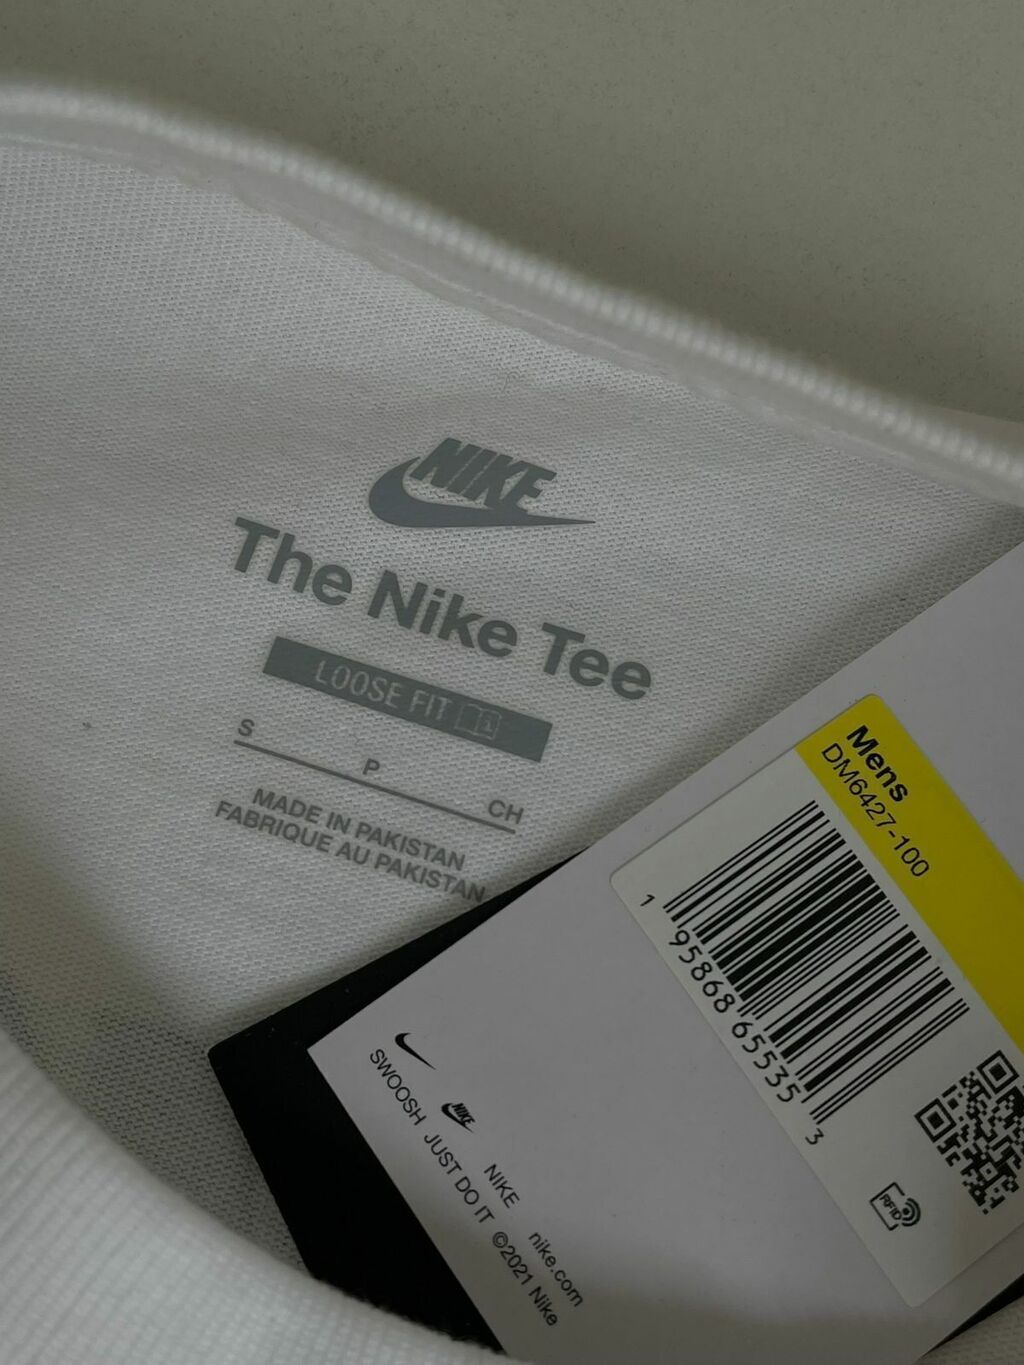 NIKE
The Nike Tee
LOOSE FIT
S
P
CH
MADE IN PAKISTAN
FABRIQUE AU PAKISTAN
Mens
DM6427-100
1 95868 65535 3
RFID
NIKE
SWOOSH JUST DO IT ©2021 Nike
NIKE nike.com